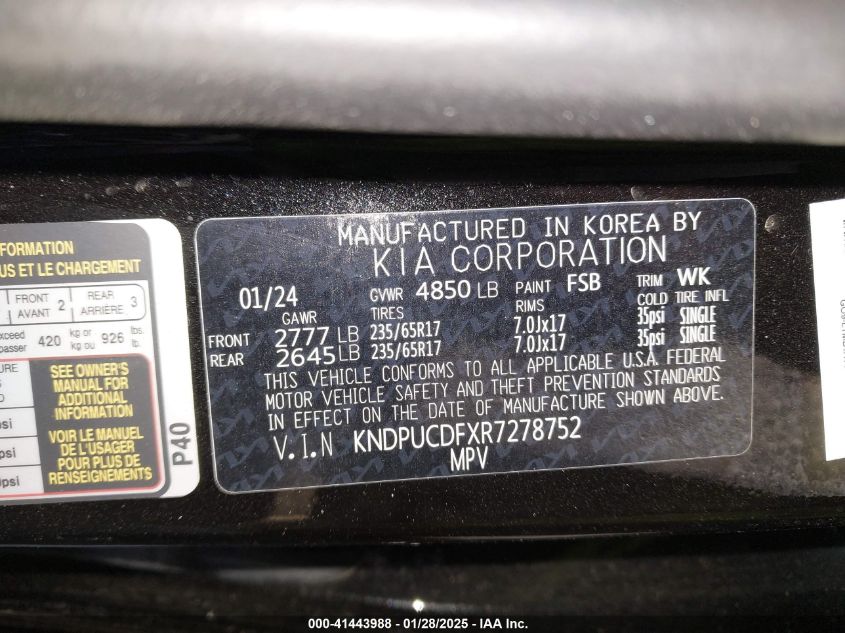 FORMATION
US ET LE CHARGEMENT
FRONT 2 REAR 3
AVANT ARRIÈRE
exceed 420 kg or 926 lbs.
passer kg ou lb.
SEE OWNER'S
MANUAL FOR
ADDITIONAL
INFORMATION
VOIR LE MANUEL
DE L'USAGER
POUR PLUS DE
RENSEIGNEMENTS
psi
psi
P40
MANUFACTURED IN KOREA BY
KIA CORPORATION
01/24 GVWR 4850 LB PAINT FSB TRIM WK
GAWR TIRES RIMS COLD TIRE INFL
FRONT 2777 LB 235/65R17 7.0Jx17 35psi SINGLE
REAR 2645 LB 235/65R17 7.0Jx17 35psi SINGLE
THIS VEHICLE CONFORMS TO ALL APPLICABLE U.S.A. FEDERAL
MOTOR VEHICLE SAFETY AND THEFT PREVENTION STANDARDS
IN EFFECT ON THE DATE OF MANUFACTURE SHOWN ABOVE.
V.I.N KNDPUCDFXR7278752
MPV
000-41443988 — 01/28/2025 — IAA Inc.